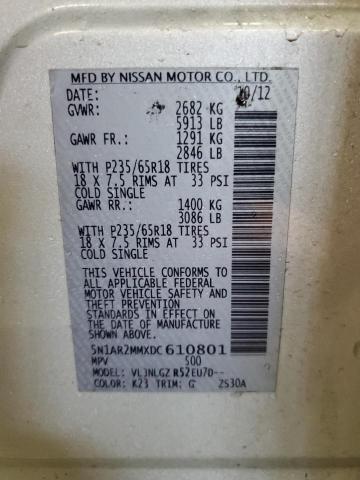 MFD BY NISSAN MOTOR CO., LTD.
DATE: 10/12
GVWR: 2682 KG
5913 LB
GAWR FR.: 1291 KG
2846 LB
WITH P235/65R18 TIRES
18 X 7.5 RIMS AT 33 PSI
COLD SINGLE
GAWR RR.: 1400 KG
3086 LB
WITH P235/65R18 TIRES
18 X 7.5 RIMS AT 33 PSI
COLD SINGLE
THIS VEHICLE CONFORMS TO
ALL APPLICABLE FEDERAL
MOTOR VEHICLE SAFETY AND
THEFT PREVENTION
STANDARDS IN EFFECT ON
THE DATE OF MANUFACTURE
SHOWN ABOVE.
5N1AR2MMXDC610801
MPV 500
MODEL: VLJNLGZ R52EU7D--
COLOR: K23 TRIM: G ZS30A